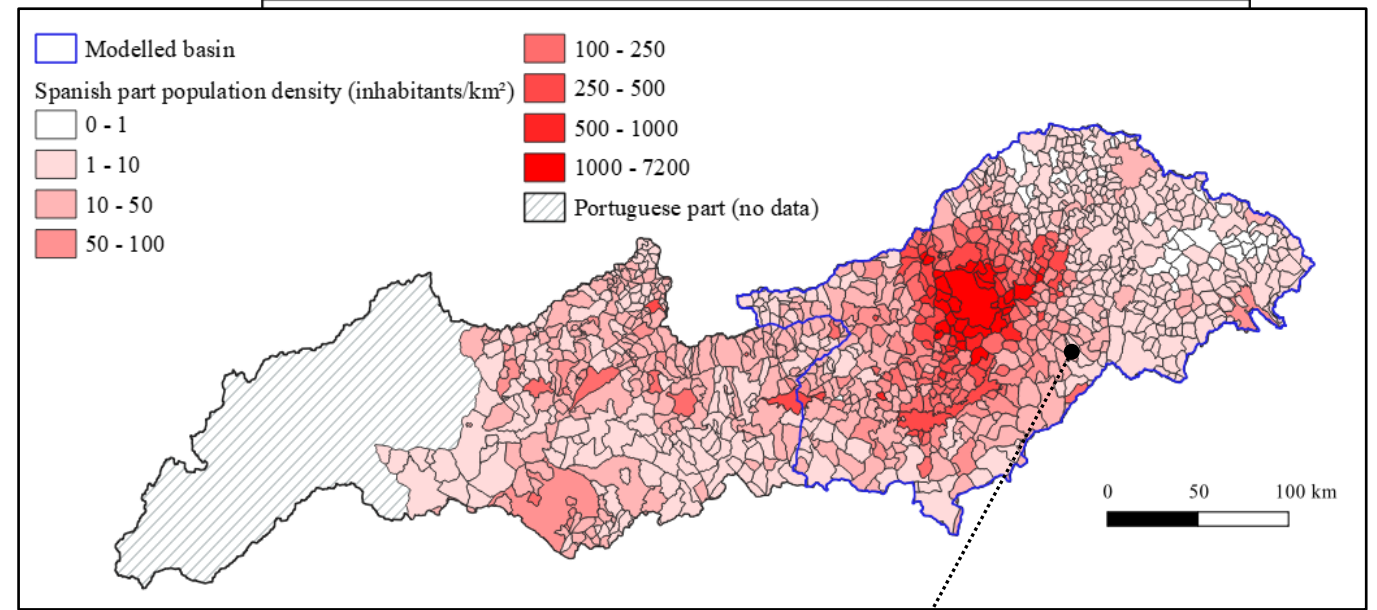 Modelled basin
Spanish part population density (inhabitants/km²)
0 - 1
1 - 10
10 - 50
50 - 100
100 - 250
250 - 500
500 - 1000
1000 - 7200
Portuguese part (no data)
0 50 100 km